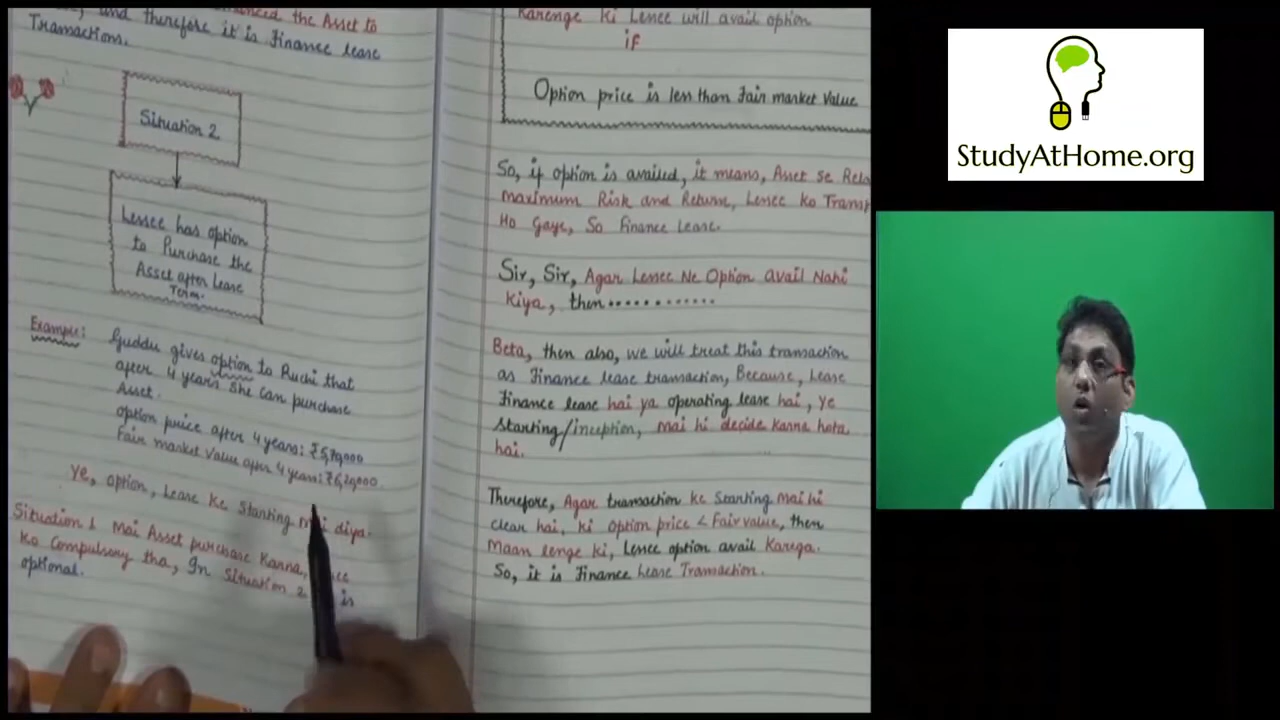 the Asset to
and therefore it is Finance lease
Transactions.
Situation 2
Lessee has option
to Purchase the
Asset after Lease
Term.
Example: Guddu gives option to Ruchi that
after 4 years she can purchase
Asset.
option price after 4 years: ₹5,70,000
Fair market Value after 4 years: ₹6,20,000
Ye, option, Lease Ke Starting mai diya.
Situation 1 Mai Asset purchase Karna,
Ko Compulsory tha, In Situation 2 is
optional.
Karenge Ki Lessee will avail option
if
Option price is less than Fair market Value
So, if option is availed, it means, Asset se
maximum Risk and Return, Lessee Ko
Ho Gaye, So Finance Lease.
Sir, Sir, Agar Lessee Ne Option avail Nahi
Kiya, then............
Beta, then also, we will treat this transaction
as Finance lease transaction, Because, Lease
Finance lease hai ya operating lease hai, ye
Starting/inception, mai hi decide Karna hota
hai.
Therefore, Agar transaction ke Starting mai hi
clear hai, ki option price < Fair value, then
Maan lenge ki, Lessee option avail Karega.
So, it is Finance Lease Transaction.
StudyAtHome.org